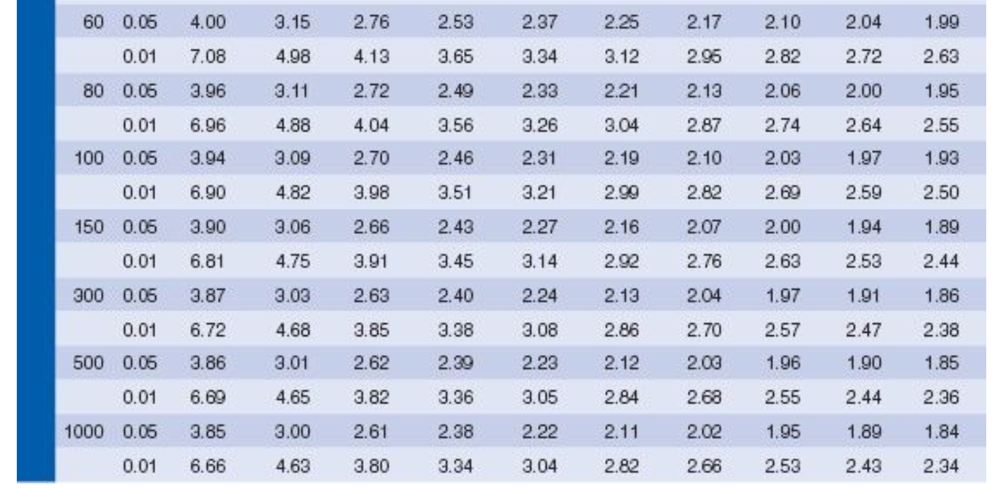 60 0.05 4.00 3.15 2.76 2.53 2.37 2.25 2.17 2.10 2.04 1.99
0.01 7.08 4.98 4.13 3.65 3.34 3.12 2.95 2.82 2.72 2.63
80 0.05 3.96 3.11 2.72 2.49 2.33 2.21 2.13 2.06 2.00 1.95
0.01 6.96 4.88 4.04 3.56 3.26 3.04 2.87 2.74 2.64 2.55
100 0.05 3.94 3.09 2.70 2.46 2.31 2.19 2.10 2.03 1.97 1.93
0.01 6.90 4.82 3.98 3.51 3.21 2.99 2.82 2.69 2.59 2.50
150 0.05 3.90 3.06 2.66 2.43 2.27 2.16 2.07 2.00 1.94 1.89
0.01 6.81 4.75 3.91 3.45 3.14 2.92 2.76 2.63 2.53 2.44
300 0.05 3.87 3.03 2.63 2.40 2.24 2.13 2.04 1.97 1.91 1.86
0.01 6.72 4.68 3.85 3.38 3.08 2.86 2.70 2.57 2.47 2.38
500 0.05 3.86 3.01 2.62 2.39 2.23 2.12 2.03 1.96 1.90 1.85
0.01 6.69 4.65 3.82 3.36 3.05 2.84 2.68 2.55 2.44 2.36
1000 0.05 3.85 3.00 2.61 2.38 2.22 2.11 2.02 1.95 1.89 1.84
0.01 6.66 4.63 3.80 3.34 3.04 2.82 2.66 2.53 2.43 2.34